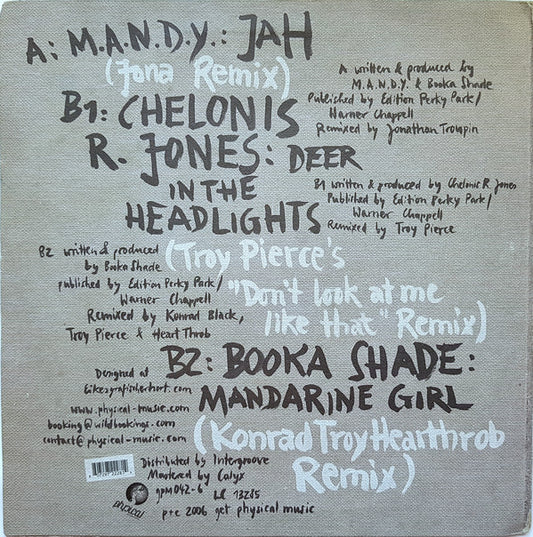 A: M.A.N.D.Y.: JAH
(Jona Remix)
A written & produced by
M.A.N.D.Y. & Booka Shade
Published by Edition Perky Park/
Warner Chappell
Remixed by Jonathan Troupin
B1: CHELONIS
R. JONES: DEER
IN THE
HEADLIGHTS
B1 written & produced by Chelonis R. Jones
Published by Edition Perky Park/
Warner Chappell
Remixed by Troy Pierce
(Troy Pierce's
"Don't look at me
like that" Remix)
B2 written & produced
by Booka Shade
published by Edition Perky Park/
Warner Chappell
Remixed by Konrad Black,
Troy Pierce & Heart Throb
B2: BOOKA SHADE:
MANDARINE GIRL
(Konrad Troy Hearthrob
Remix)
Designed at
www.physical-music.com
booking@wildbookings.com
contact@physical-music.com
Distributed by Intergroove
Mastered by Calyx
gpm042-6 LC 13285
p+c 2006 get physical music
physical